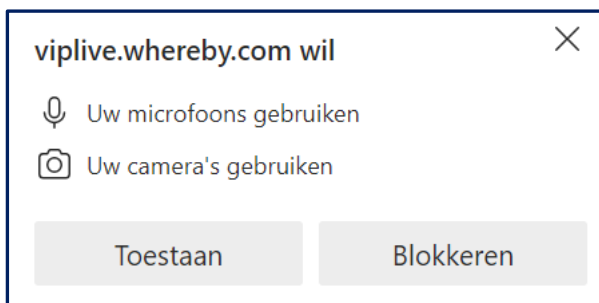 viplive.whereby.com wil
Uw microfoons gebruiken
Uw camera's gebruiken
Toestaan
Blokkeren